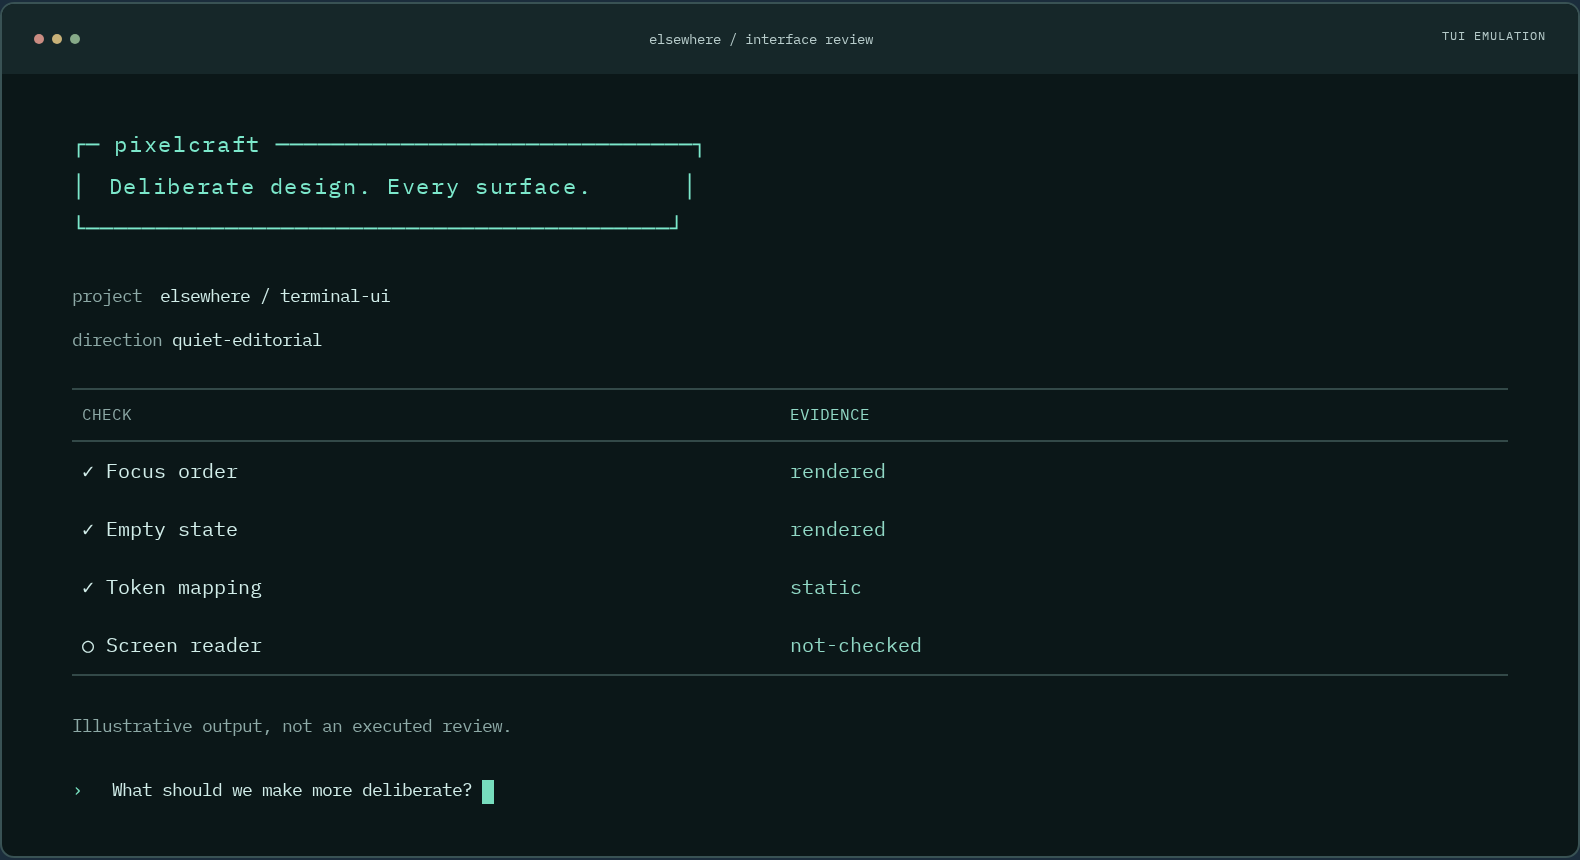 elsewhere / interface review
TUI EMULATION
┌─ pixelcraft ──────────────────────────────┐
│ Deliberate design. Every surface. │
└───────────────────────────────────────────┘
project elsewhere / terminal-ui
direction quiet-editorial
CHECK EVIDENCE
✓ Focus order rendered
✓ Empty state rendered
✓ Token mapping static
○ Screen reader not-checked
Illustrative output, not an executed review.
› What should we make more deliberate?